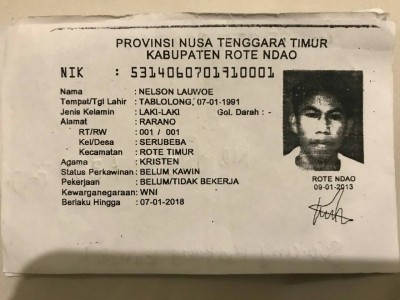 PROVINSI NUSA TENGGARA TIMUR
KABUPATEN ROTE NDAO
NIK : 5314060701910001
Nama : NELSON LAUWOE
Tempat/Tgl Lahir : TABLOLONG, 07-01-1991
Jenis Kelamin : LAKI-LAKI Gol. Darah : -
Alamat : RARANO
RT/RW : 001 / 001
Kel/Desa : SERUBEBA
Kecamatan : ROTE TIMUR
Agama : KRISTEN
Status Perkawinan : BELUM KAWIN
Pekerjaan : BELUM/TIDAK BEKERJA
Kewarganegaraan : WNI
Berlaku Hingga : 07-01-2018
ROTE NDAO
09-01-2013